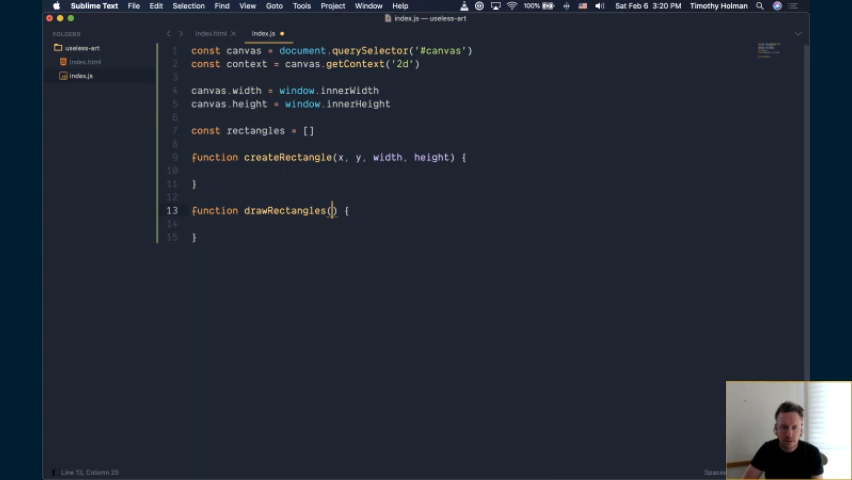 Sublime Text File Edit Selection Find View Goto Tools Project Window Help 100% Sat Feb 6 3:20 PM Timothy Holman
index.js — useless-art
FOLDERS
useless-art
index.html
index.js
index.html × index.js
1 const canvas = document.querySelector('#canvas')
2 const context = canvas.getContext('2d')
3
4 canvas.width = window.innerWidth
5 canvas.height = window.innerHeight
6
7 const rectangles = []
8
9 function createRectangle(x, y, width, height) {
10
11 }
12
13 function drawRectangles() {
14
15 }
Line 13, Column 25
Spaces